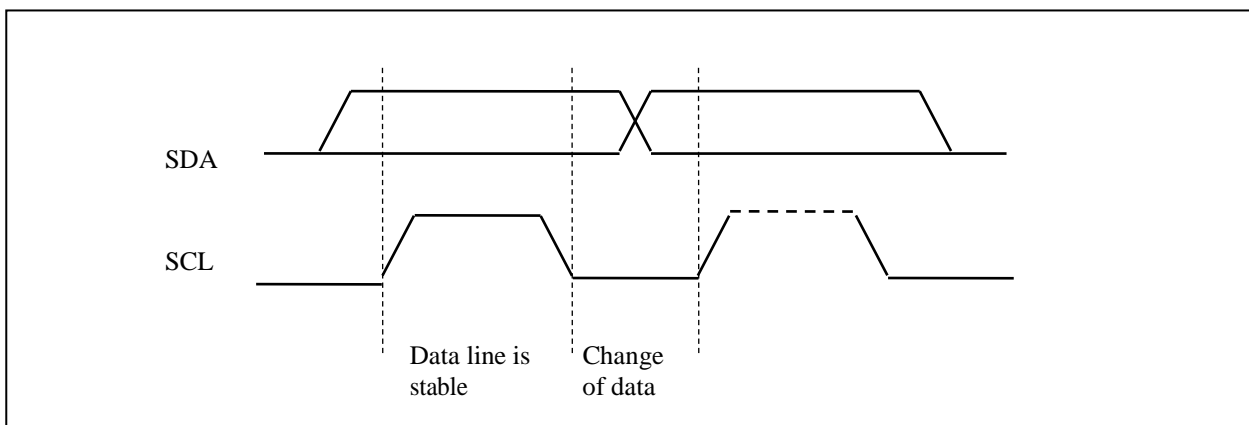 SDA
SCL
Data line is
stable
Change
of data